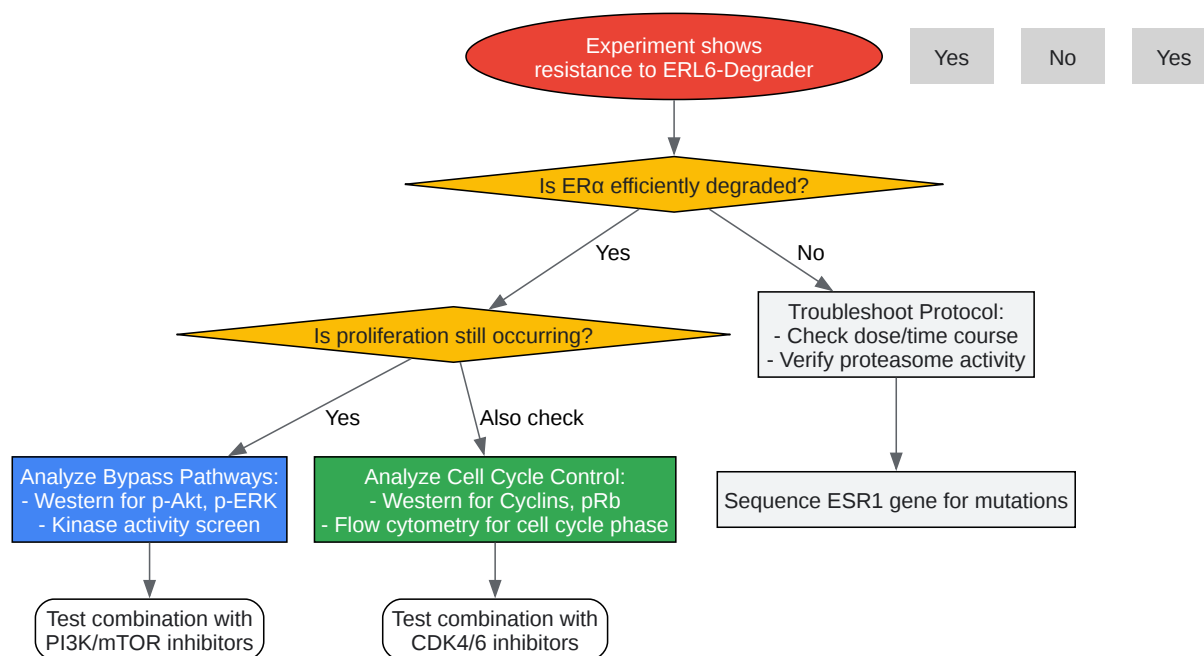 Experiment shows
resistance to ERL6-Degrader
Yes
No
Yes
Is ERα efficiently degraded?
Yes
No
Is proliferation still occurring?
Troubleshoot Protocol:
- Check dose/time course
- Verify proteasome activity
Yes
Also check
Analyze Bypass Pathways:
- Western for p-Akt, p-ERK
- Kinase activity screen
Analyze Cell Cycle Control:
- Western for Cyclins, pRb
- Flow cytometry for cell cycle phase
Sequence ESR1 gene for mutations
Test combination with
PI3K/mTOR inhibitors
Test combination with
CDK4/6 inhibitors